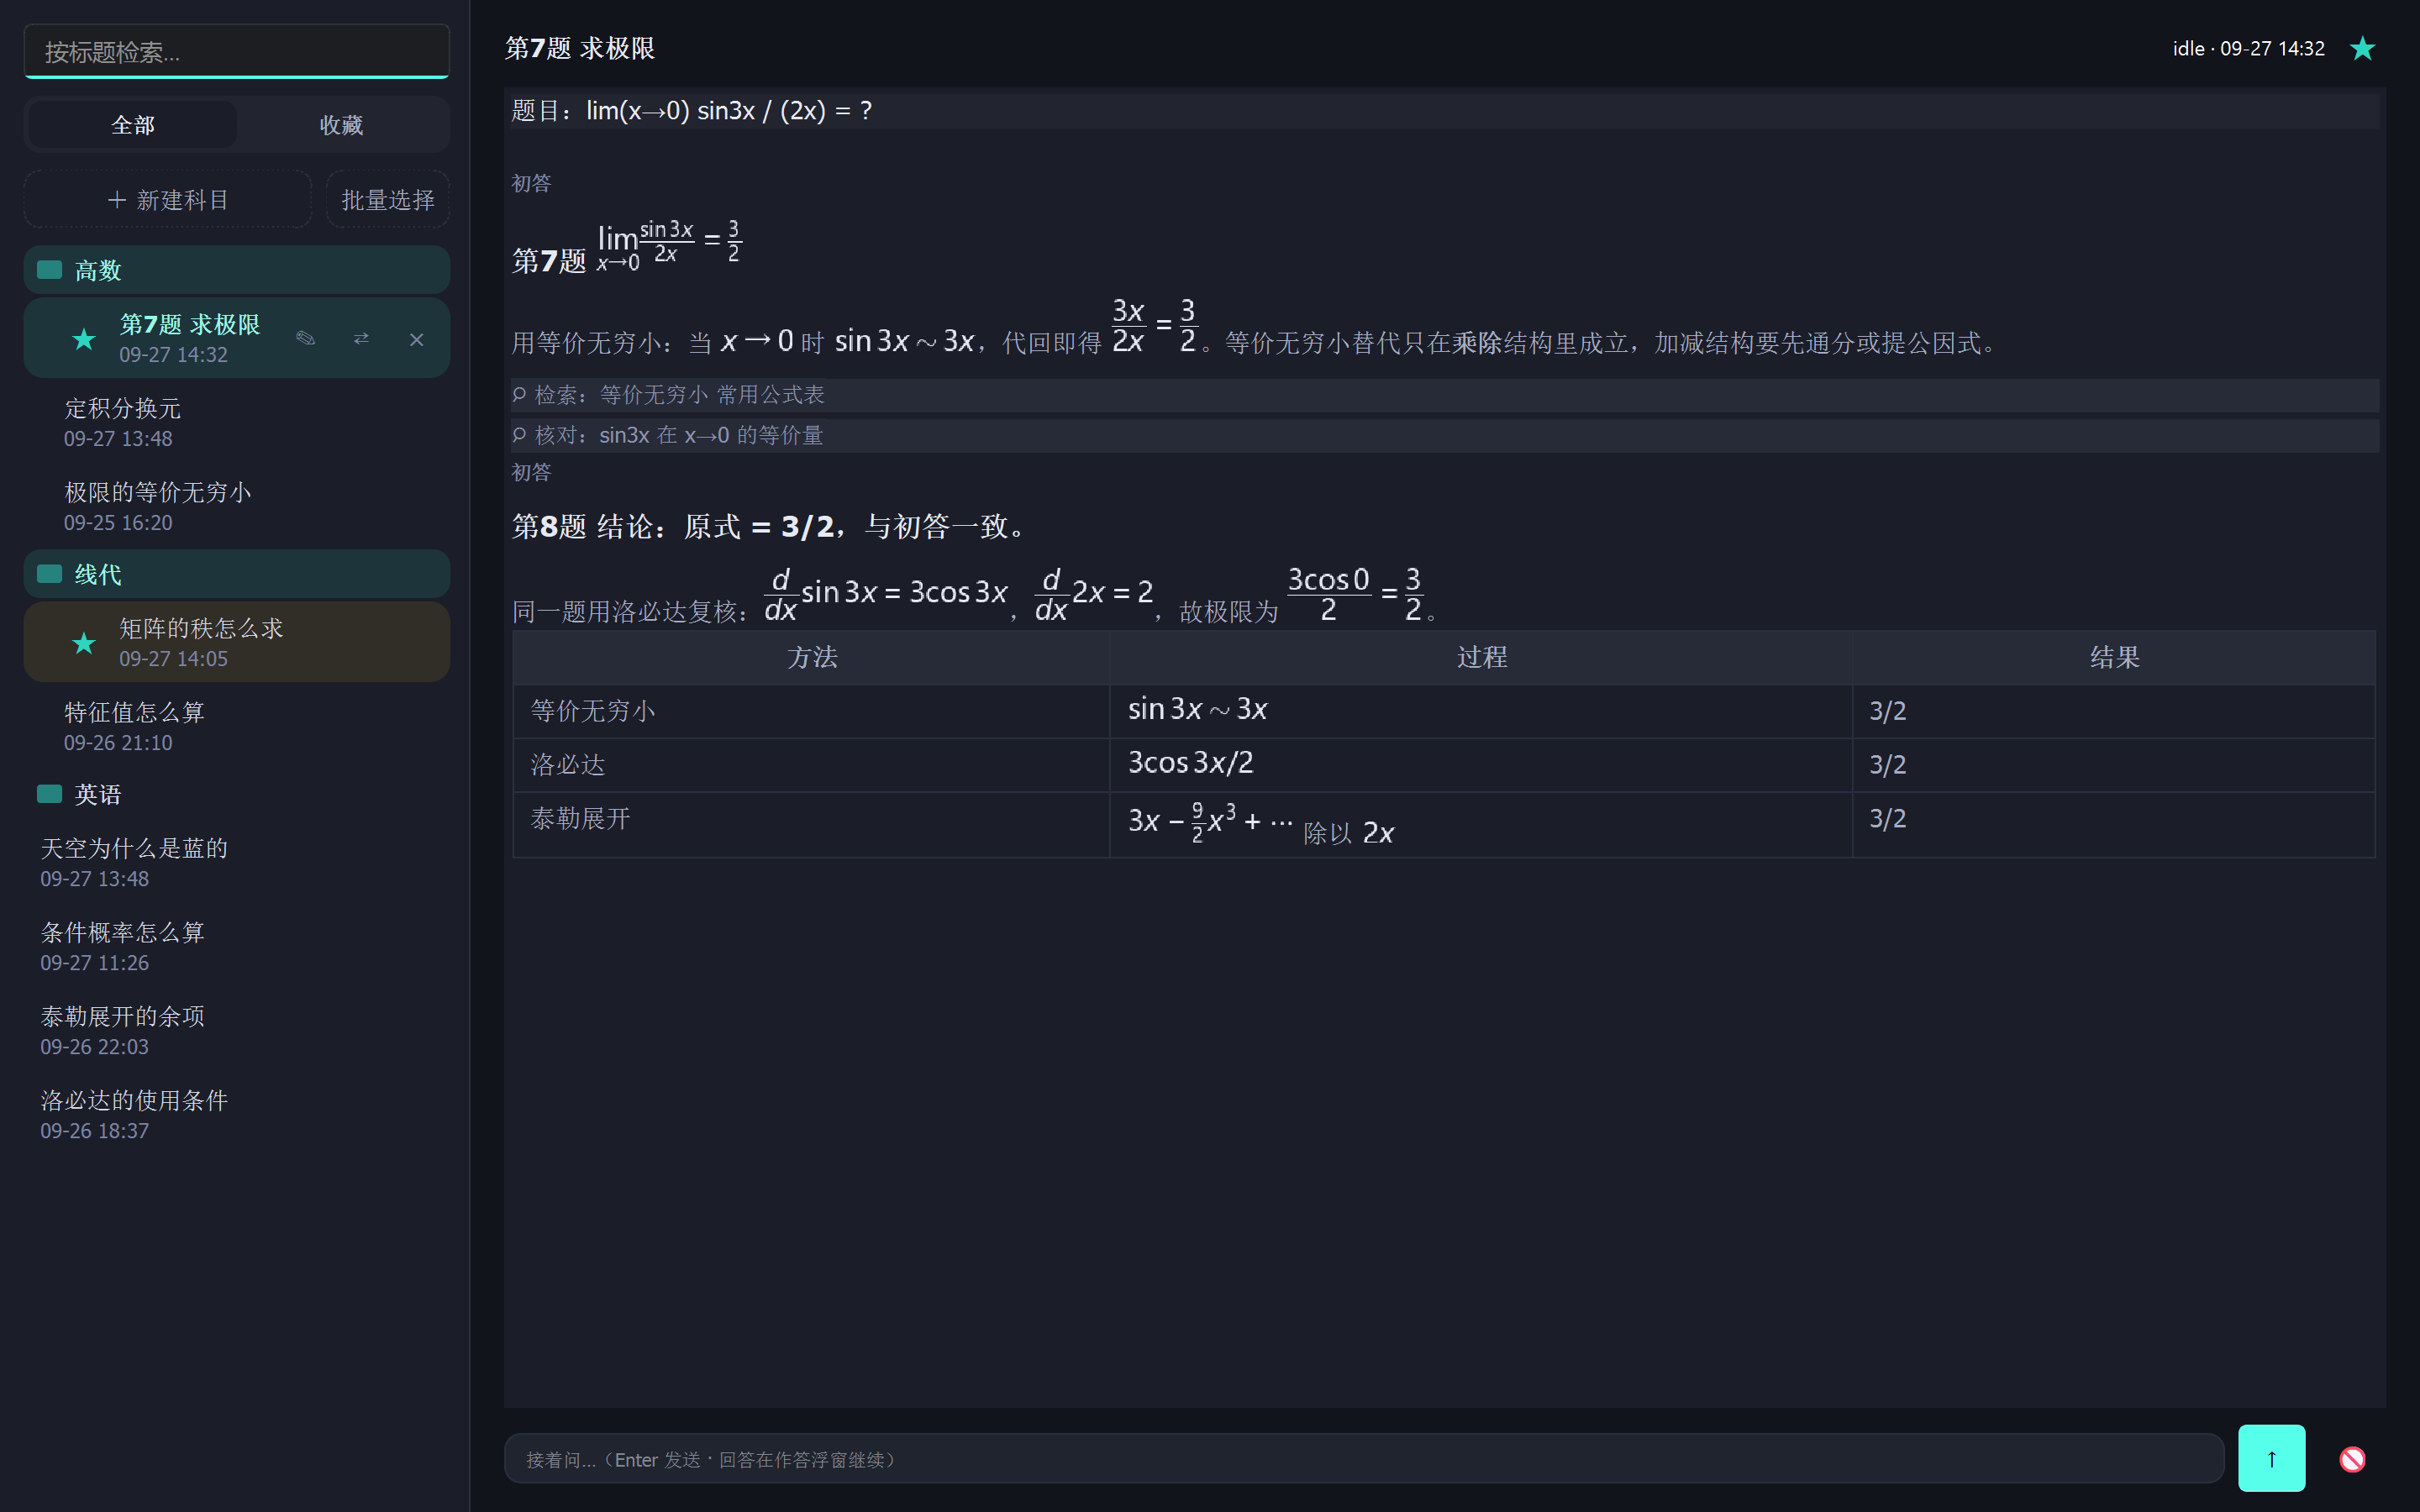 按标题检索...
全部
收藏
+ 新建科目
批量选择
高数
★ 第7题 求极限
09-27 14:32
定积分换元
09-27 13:48
极限的等价无穷小
09-25 16:20
线代
★ 矩阵的秩怎么求
09-27 14:05
特征值怎么算
09-26 21:10
英语
天空为什么是蓝的
09-27 13:48
条件概率怎么算
09-27 11:26
泰勒展开的余项
09-26 22:03
洛必达的使用条件
09-26 18:37
第7题 求极限
idle · 09-27 14:32 ★
题目：lim(x→0) sin3x / (2x) = ?
初答
第7题 lim x→0 sin 3x / 2x = 3/2
用等价无穷小：当 x → 0 时 sin 3x ~ 3x，代回即得 3x/2x = 3/2。等价无穷小替代只在乘除结构里成立，加减结构要先通分或提公因式。
检索：等价无穷小 常用公式表
核对：sin3x 在 x→0 的等价量
初答
第8题 结论：原式 = 3/2，与初答一致。
同一题用洛必达复核：d/dx sin 3x = 3cos 3x，d/dx 2x = 2，故极限为 3cos 0/2 = 3/2。
方法 过程 结果
等价无穷小 sin 3x ~ 3x 3/2
洛必达 3cos 3x/2 3/2
泰勒展开 3x − 9/2 x³ + ⋯ 除以 2x 3/2
接着问...（Enter 发送 · 回答在作答浮窗继续）
↑